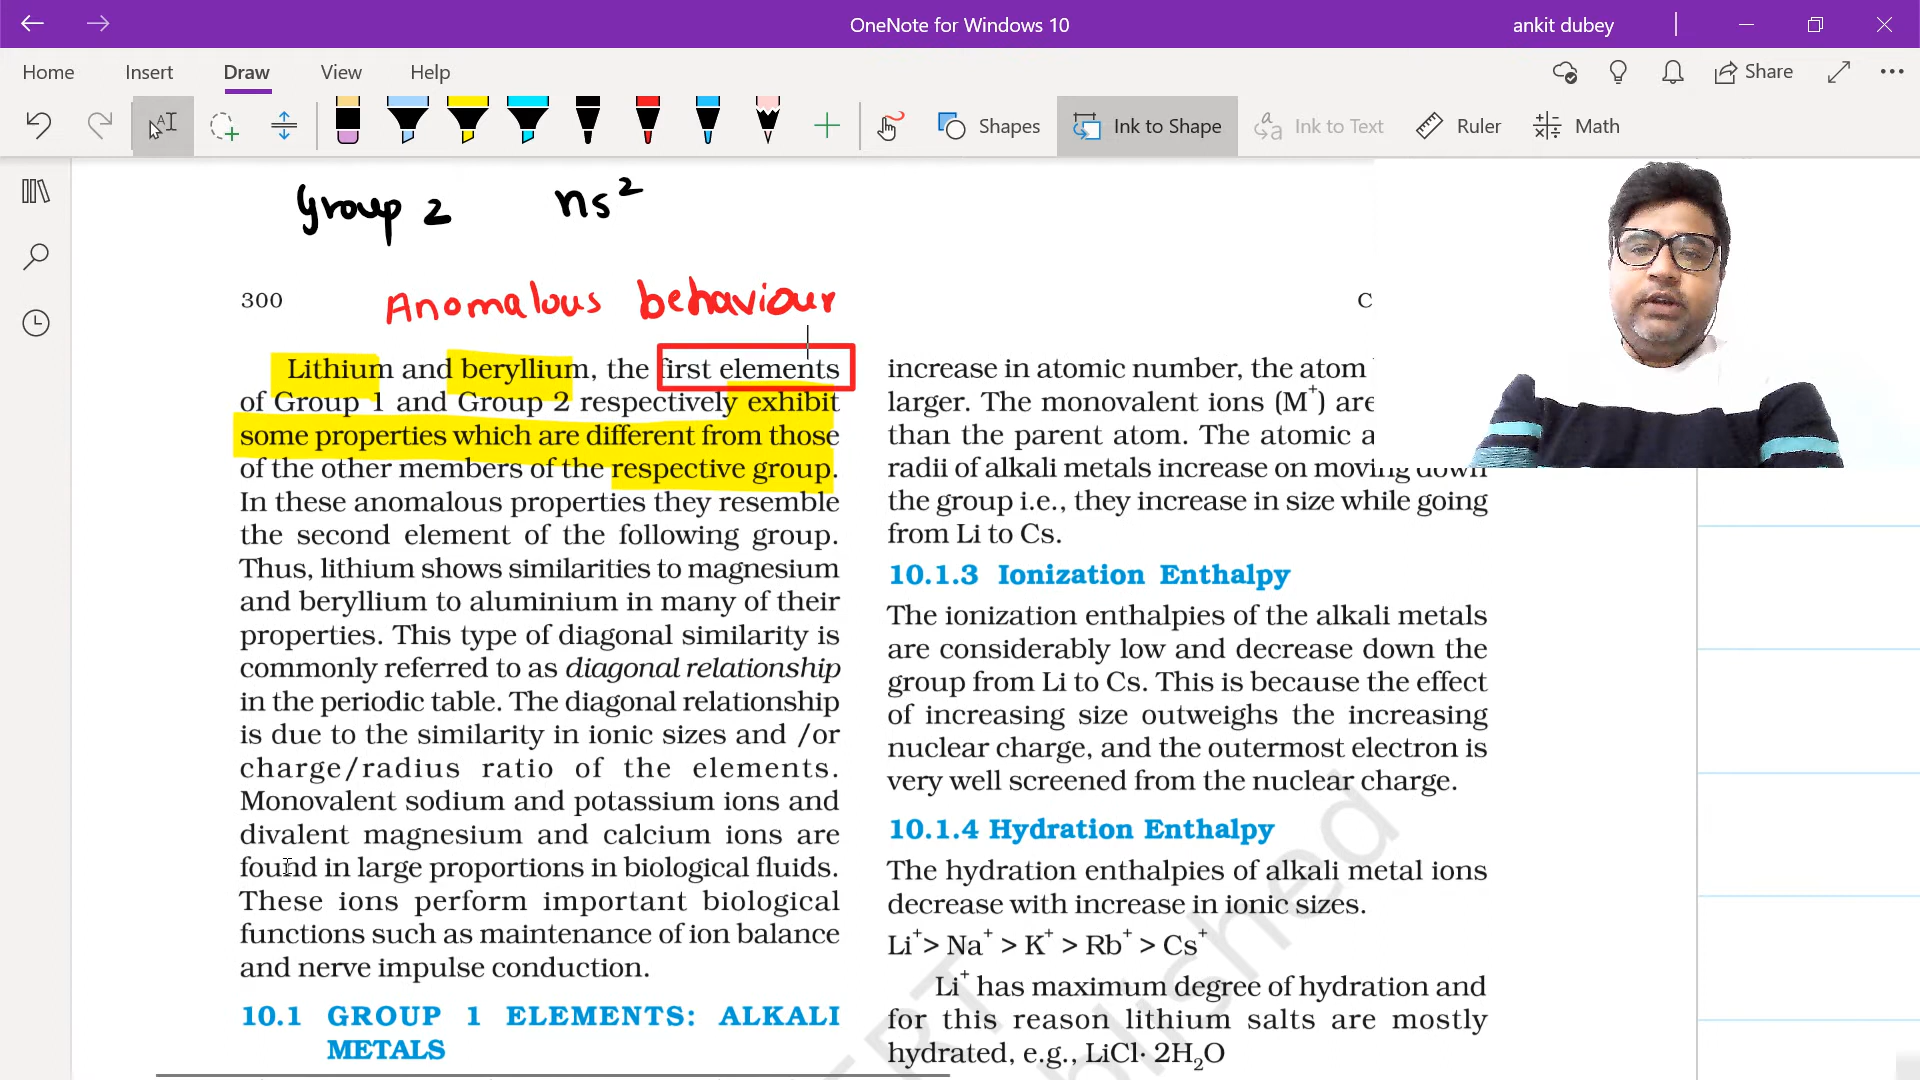 OneNote for Windows 10
ankit dubey
Home Insert Draw View Help
Share
Shapes Ink to Shape Ink to Text Ruler Math
Group 2 ns²
300
Anomalous behaviour
C
Lithium and beryllium, the first elements
of Group 1 and Group 2 respectively exhibit
some properties which are different from those
of the other members of the respective group.
In these anomalous properties they resemble
the second element of the following group.
Thus, lithium shows similarities to magnesium
and beryllium to aluminium in many of their
properties. This type of diagonal similarity is
commonly referred to as diagonal relationship
in the periodic table. The diagonal relationship
is due to the similarity in ionic sizes and /or
charge/radius ratio of the elements.
Monovalent sodium and potassium ions and
divalent magnesium and calcium ions are
found in large proportions in biological fluids.
These ions perform important biological
functions such as maintenance of ion balance
and nerve impulse conduction.
10.1 GROUP 1 ELEMENTS: ALKALI
METALS
increase in atomic number, the atom
larger. The monovalent ions (M⁺) are
than the parent atom. The atomic a
radii of alkali metals increase on moving down
the group i.e., they increase in size while going
from Li to Cs.
10.1.3 Ionization Enthalpy
The ionization enthalpies of the alkali metals
are considerably low and decrease down the
group from Li to Cs. This is because the effect
of increasing size outweighs the increasing
nuclear charge, and the outermost electron is
very well screened from the nuclear charge.
10.1.4 Hydration Enthalpy
The hydration enthalpies of alkali metal ions
decrease with increase in ionic sizes.
Li⁺> Na⁺ > K⁺ > Rb⁺ > Cs⁺
Li⁺ has maximum degree of hydration and
for this reason lithium salts are mostly
hydrated, e.g., LiCl· 2H₂O